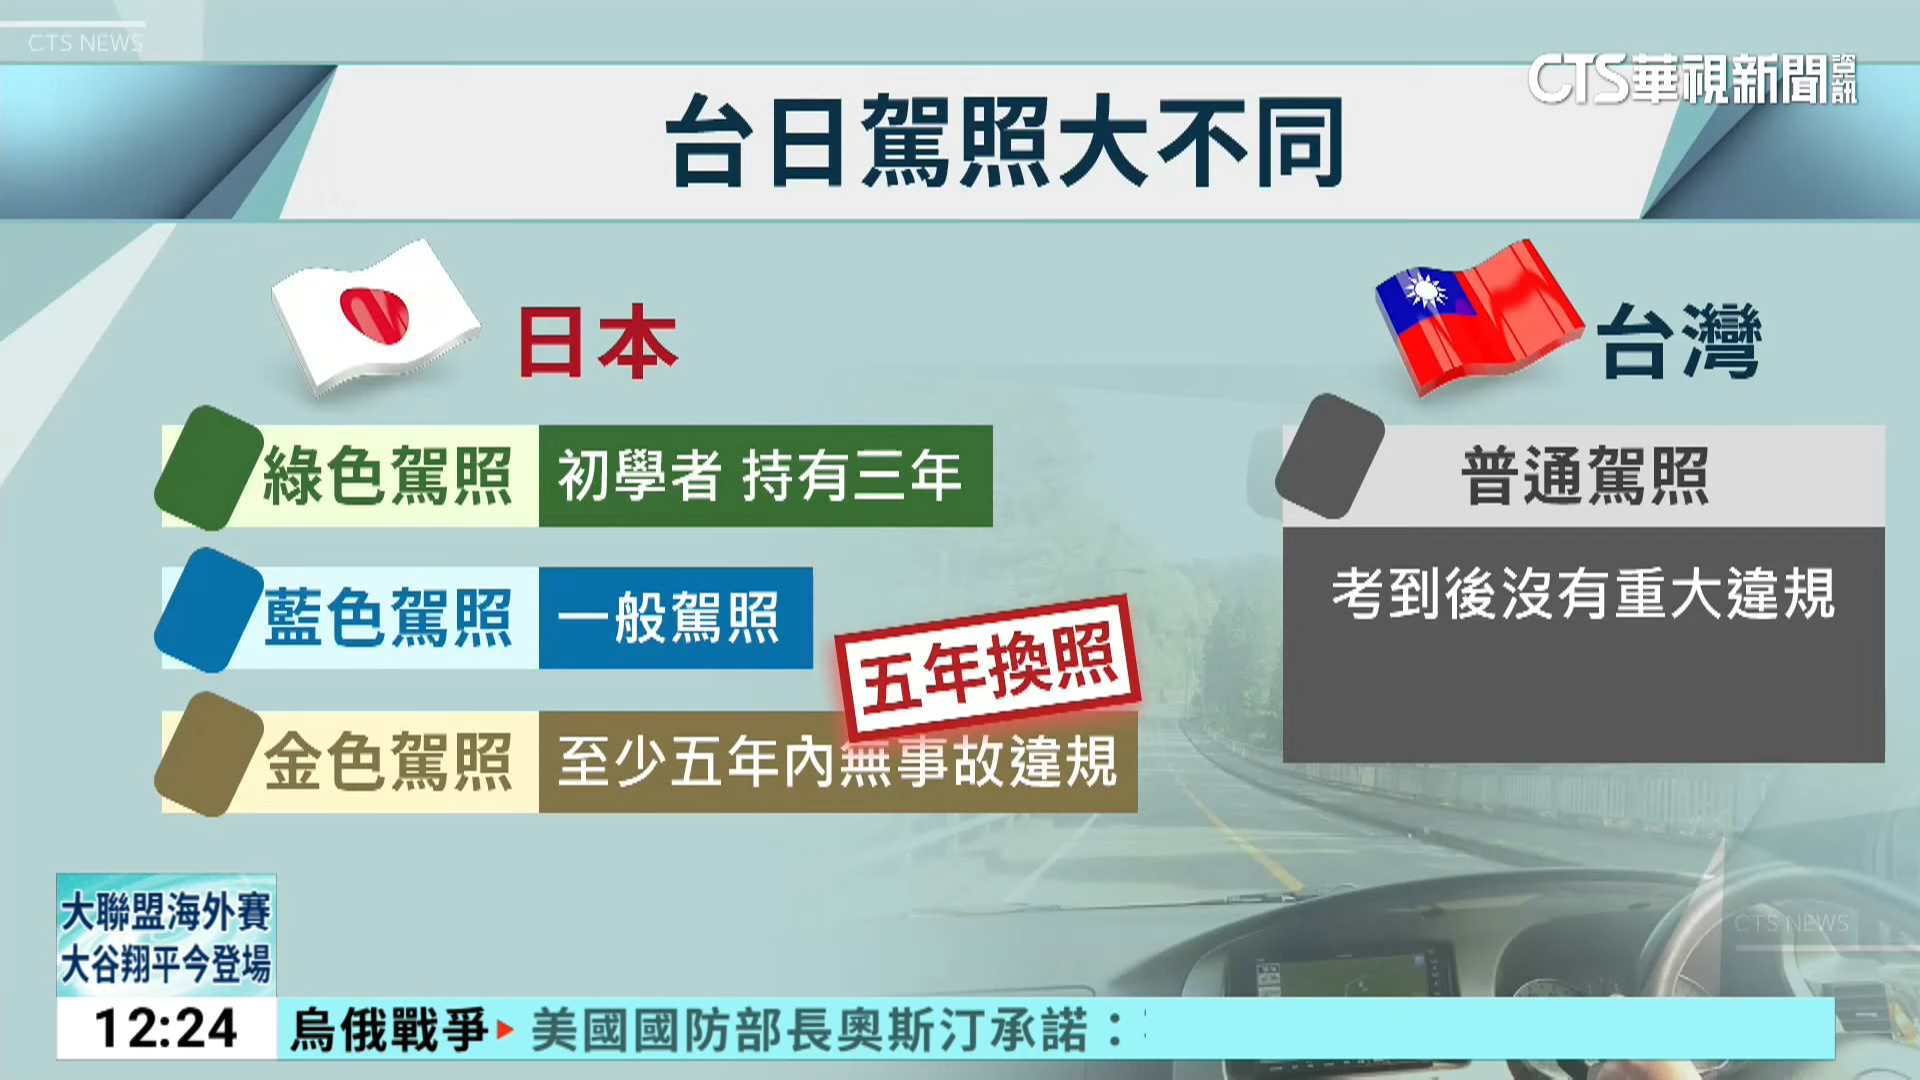 CTS NEWS
CTS華視新聞資訊
台日駕照大不同
日本
台灣
綠色駕照 初學者 持有三年
藍色駕照 一般駕照
五年換照
金色駕照 至少五年內無事故違規
普通駕照
考到後沒有重大違規
大聯盟海外賽
大谷翔平今登場
CTS NEWS
12:24 烏俄戰爭 美國國防部長奧斯汀承諾：